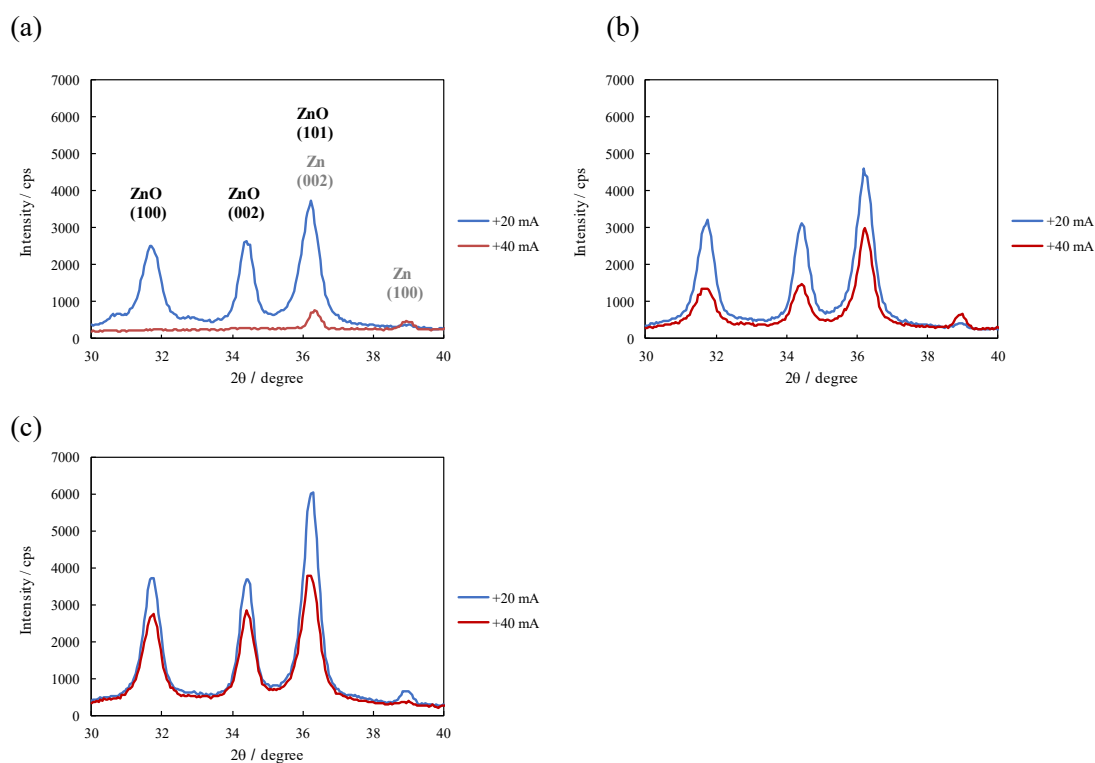 (a)
(b)
7000
6000
5000
4000
3000
2000
1000
0
Intensity / cps
30
32
34
36
38
40
2θ / degree
ZnO
(100)
ZnO
(002)
ZnO
(101)
Zn
(002)
Zn
(100)
+20 mA
+40 mA
7000
6000
5000
4000
3000
2000
1000
0
Intensity / cps
30
32
34
36
38
40
2θ / degree
+20 mA
+40 mA
(c)
7000
6000
5000
4000
3000
2000
1000
0
Intensity / cps
30
32
34
36
38
40
2θ / degree
+20 mA
+40 mA